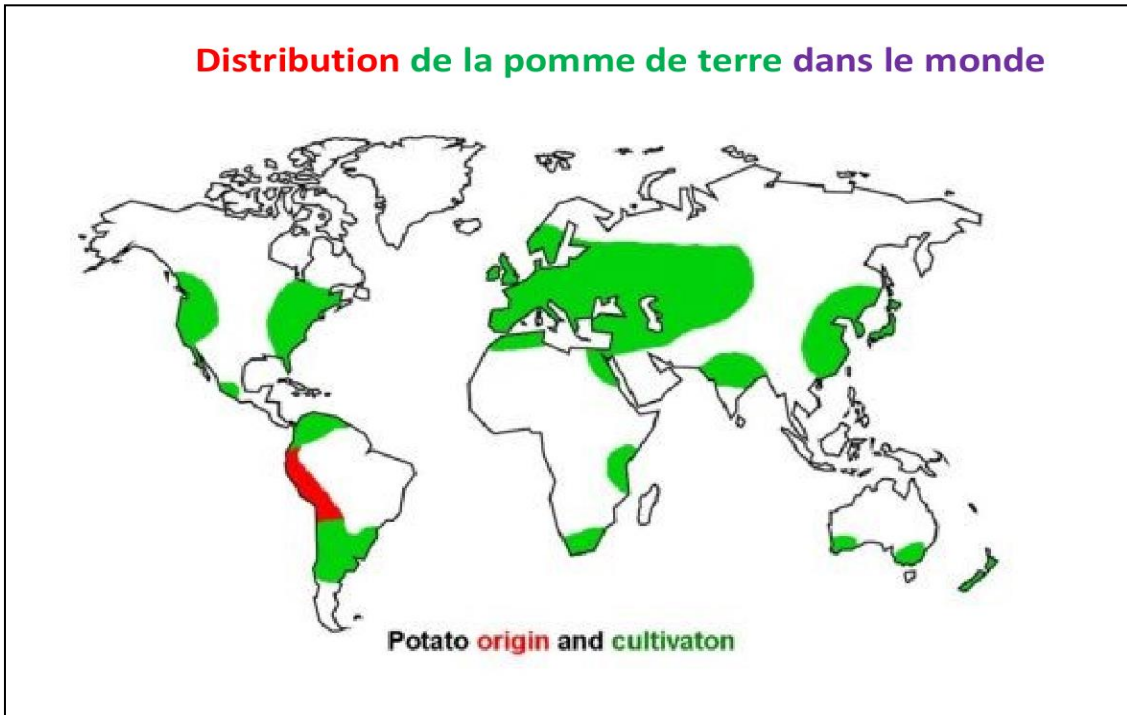 Distribution de la pomme de terre dans le monde
Potato origin and cultivaton